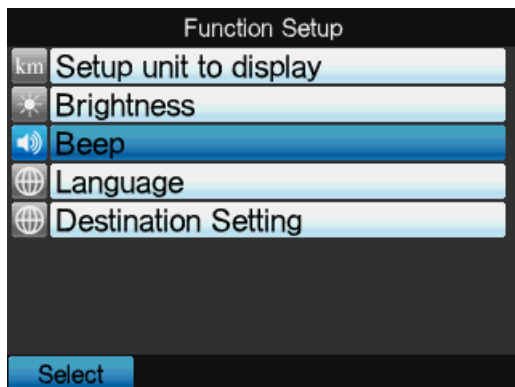 Function Setup
km Setup unit to display
Brightness
Beep
Language
Destination Setting
Select